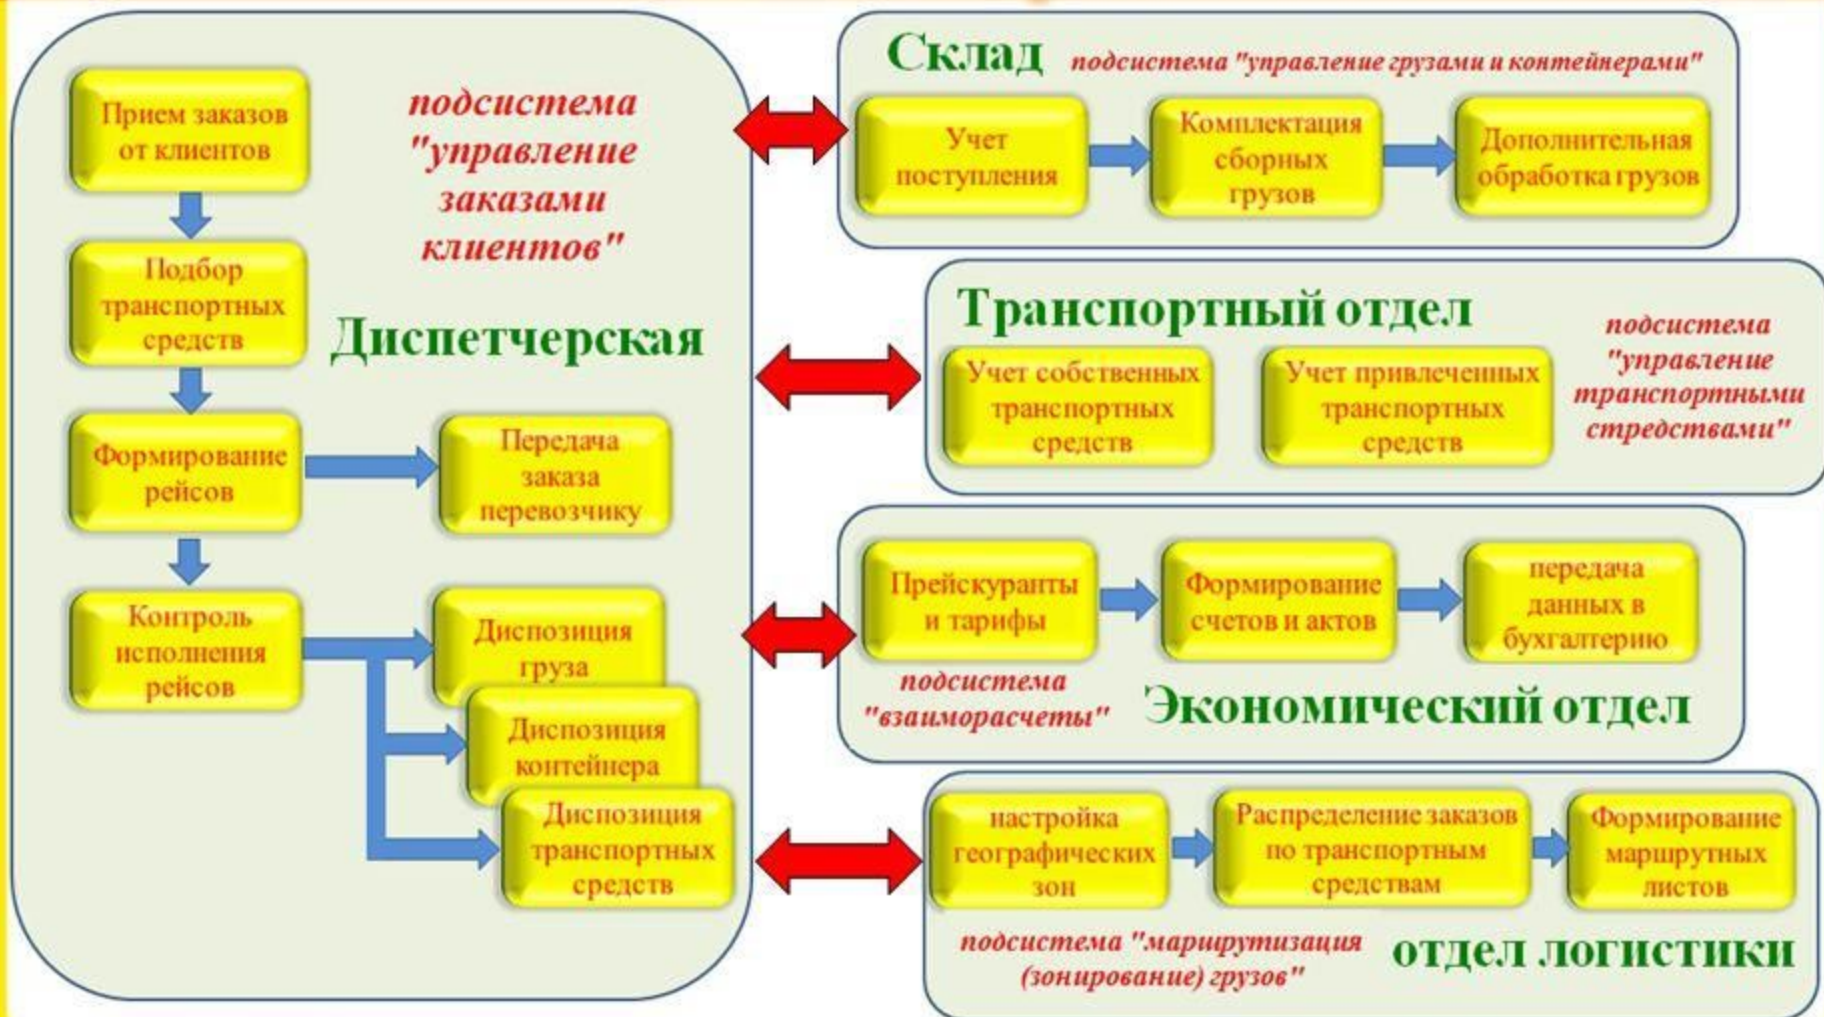 Прием заказов
от клиентов
подсистема
"управление
заказами
клиентов"
Подбор
транспортных
средств
Диспетчерская
Формирование
рейсов
Передача
заказа
перевозчику
Контроль
исполнения
рейсов
Диспозиция
груза
Диспозиция
контейнера
Диспозиция
транспортных
средств
Склад
подсистема "управление грузами и контейнерами"
Учет
поступления
Комплектация
сборных
грузов
Дополнительная
обработка грузов
Транспортный отдел
подсистема
"управление
транспортными
стредствами"
Учет собственных
транспортных
средств
Учет привлеченных
транспортных
средств
Прейскуранты
и тарифы
Формирование
счетов и актов
передача
данных в
бухгалтерию
подсистема
"взаиморасчеты"
Экономический отдел
настройка
географических
зон
Распределение заказов
по транспортным
средствам
Формирование
маршрутных
листов
подсистема "маршрутизация
(зонирование) грузов"
отдел логистики